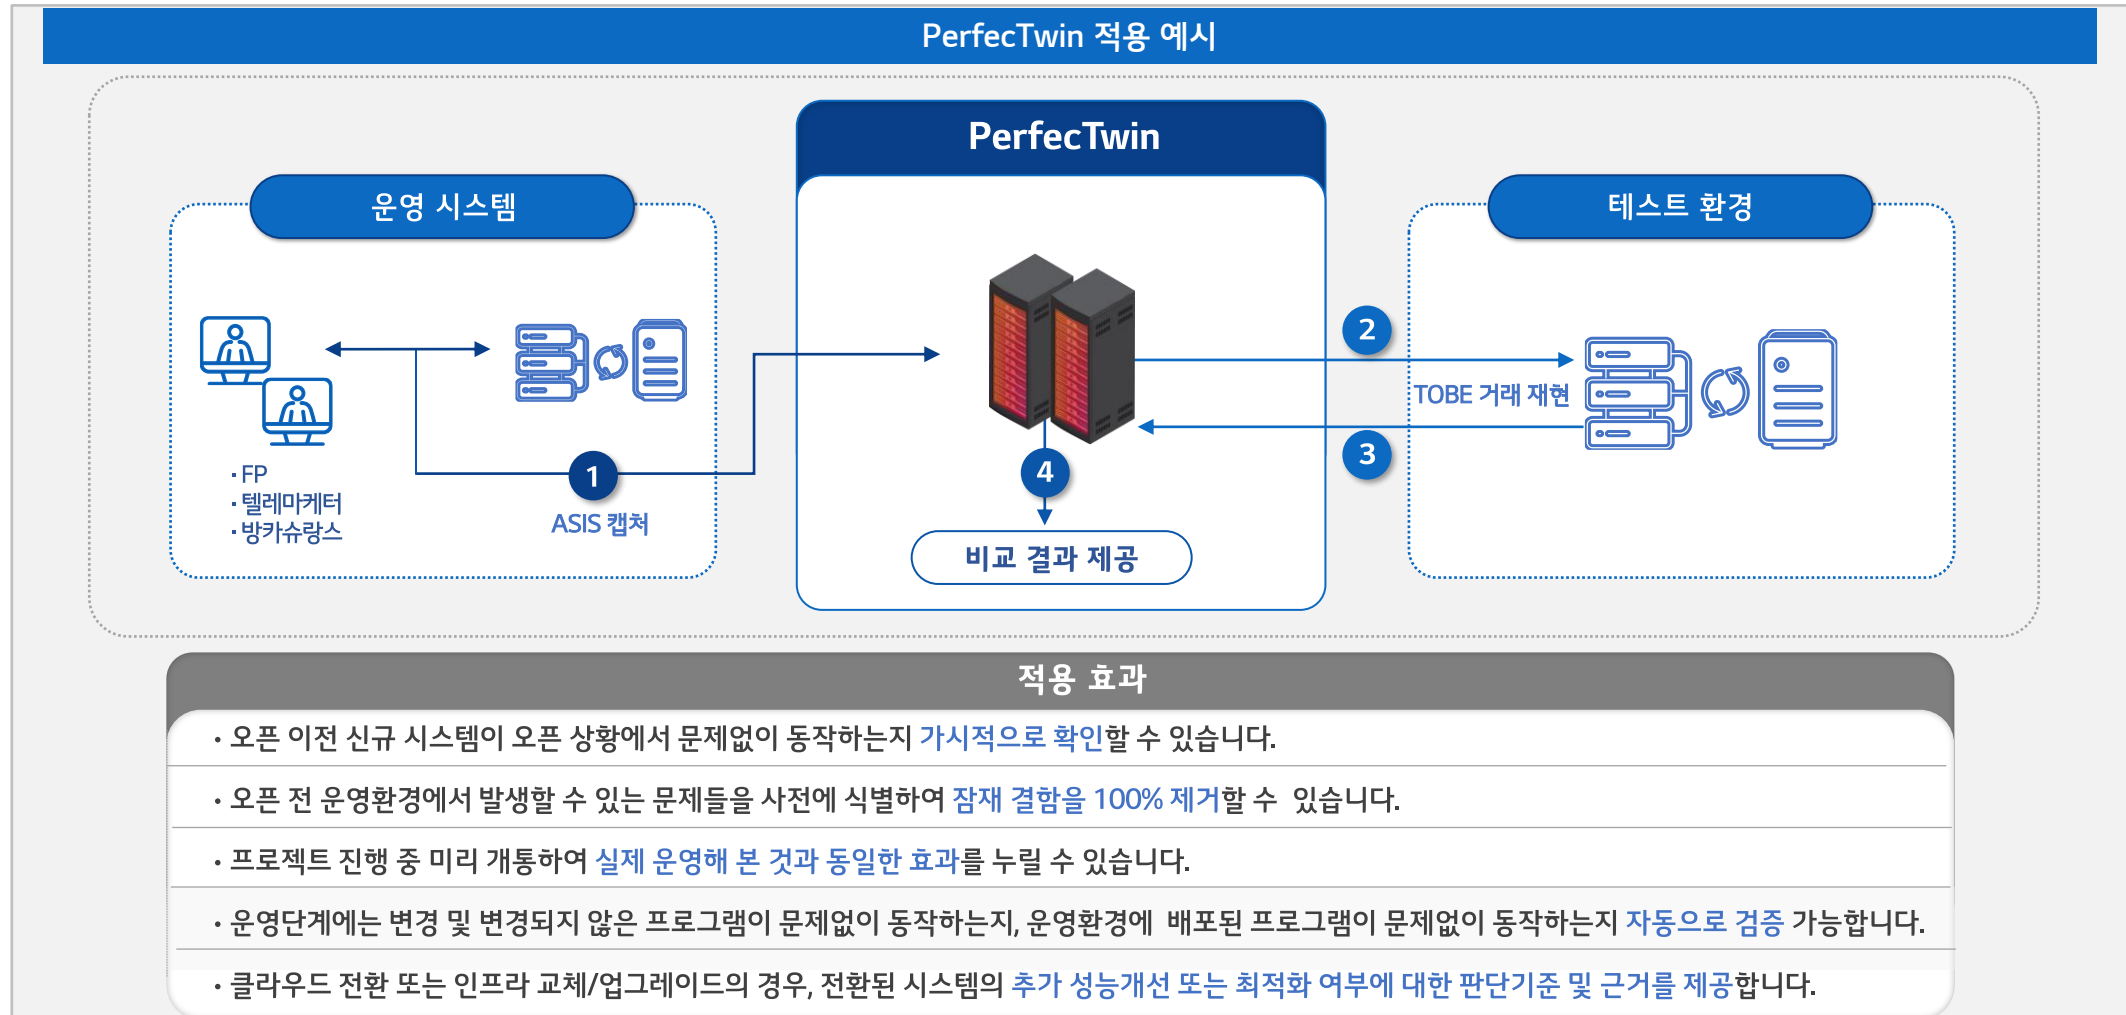 PerfecTwin 적용 예시
PerfecTwin
운영 시스템
테스트 환경
2
TOBE 거래 재현
3
4
· FP
· 텔레마케터
· 방카슈랑스
1
ASIS 캡처
비교 결과 제공
적용 효과
· 오픈 이전 신규 시스템이 오픈 상황에서 문제없이 동작하는지 가시적으로 확인할 수 있습니다.
· 오픈 전 운영환경에서 발생할 수 있는 문제들을 사전에 식별하여 잠재 결함을 100% 제거할 수 있습니다.
· 프로젝트 진행 중 미리 개통하여 실제 운영해 본 것과 동일한 효과를 누릴 수 있습니다.
· 운영단계에는 변경 및 변경되지 않은 프로그램이 문제없이 동작하는지, 운영환경에 배포된 프로그램이 문제없이 동작하는지 자동으로 검증 가능합니다.
· 클라우드 전환 또는 인프라 교체/업그레이드의 경우, 전환된 시스템의 추가 성능개선 또는 최적화 여부에 대한 판단기준 및 근거를 제공합니다.